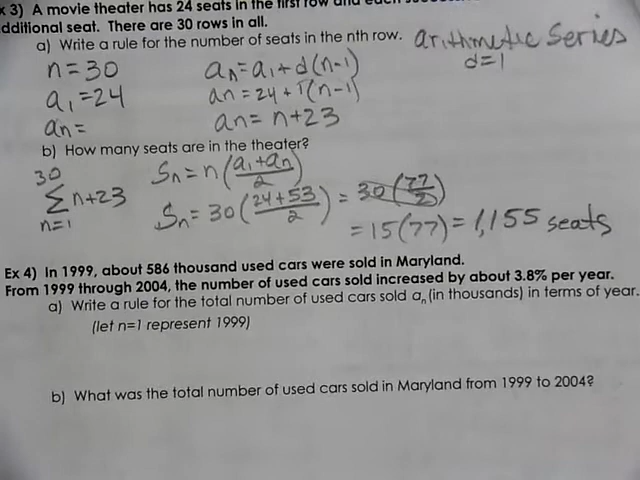 3) A movie theater has 24 seats in the first row and each
dditional seat. There are 30 rows in all.
a) Write a rule for the number of seats in the nth row. arithmetic Series
d=1
n=30 aₙ=a₁+d(n-1)
a₁=24 an=24+1(n-1)
an= an=n+23
b) How many seats are in the theater?
30
Σ n+23
n=1
Sn=n(a₁+an/2)
Sn=30(24+53/2)=30(77/2)
=15(77)=1,155 seats
Ex 4) In 1999, about 586 thousand used cars were sold in Maryland.
From 1999 through 2004, the number of used cars sold increased by about 3.8% per year.
a) Write a rule for the total number of used cars sold aₙ (in thousands) in terms of year.
(let n=1 represent 1999)
b) What was the total number of used cars sold in Maryland from 1999 to 2004?